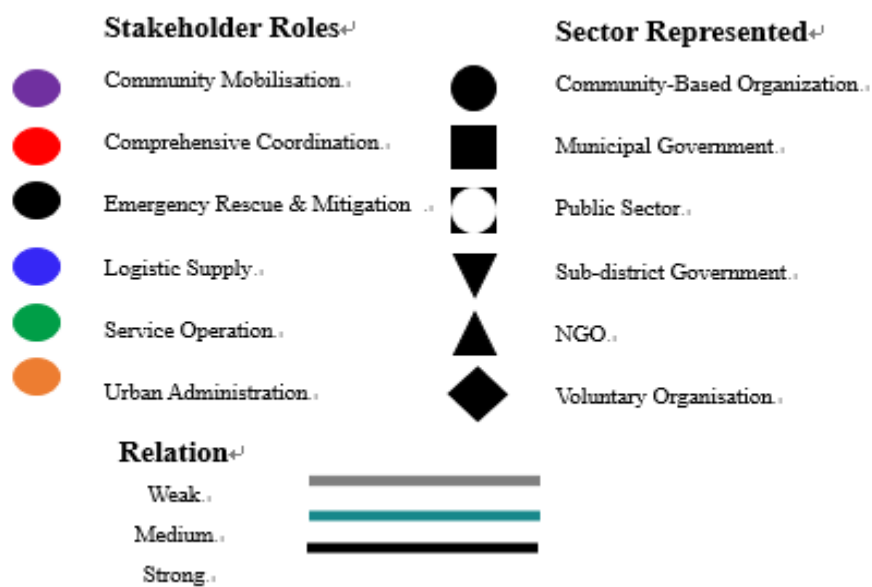 Stakeholder Roles
Community Mobilisation.
Comprehensive Coordination.
Emergency Rescue & Mitigation .
Logistic Supply.
Service Operation.
Urban Administration.
Sector Represented
Community-Based Organization.
Municipal Government.
Public Sector.
Sub-district Government.
NGO.
Voluntary Organisation.
Relation
Weak.
Medium.
Strong.